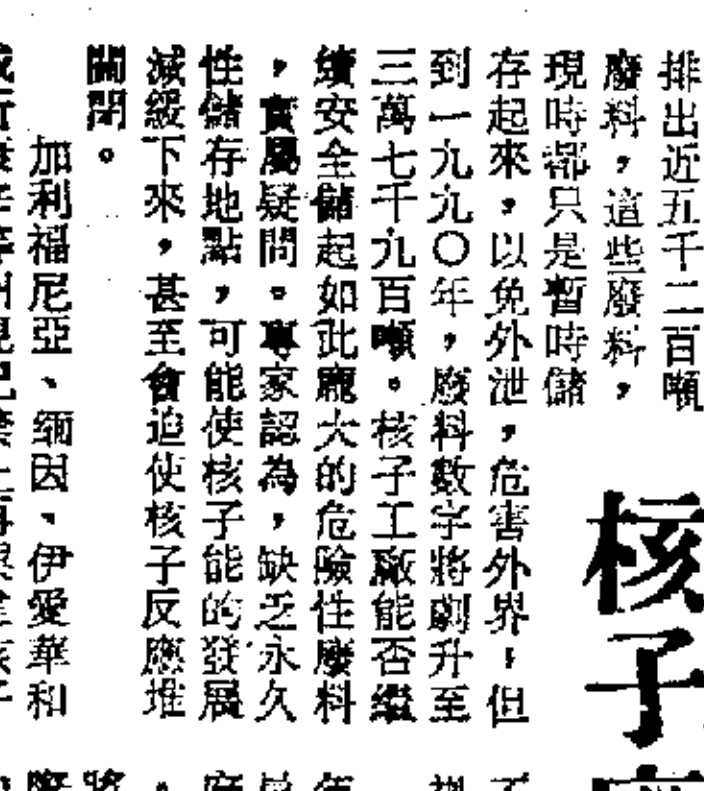 排出近五千二百噸
廢料，這些廢料，
現時都只是暫時儲
存起來，以免外泄，危害外界，但
到一九九〇年，廢料數字將劇升至
三萬七千九百噸。核子工廠能否繼
續安全儲起如此龐大的危險性廢料
，實屬疑問。專家認為，缺乏永久
性儲存地點，可能使核子能的發展
減緩下來，甚至會迫使核子反應堆
關閉。
加利福尼亞、緬因、伊愛華和
核子